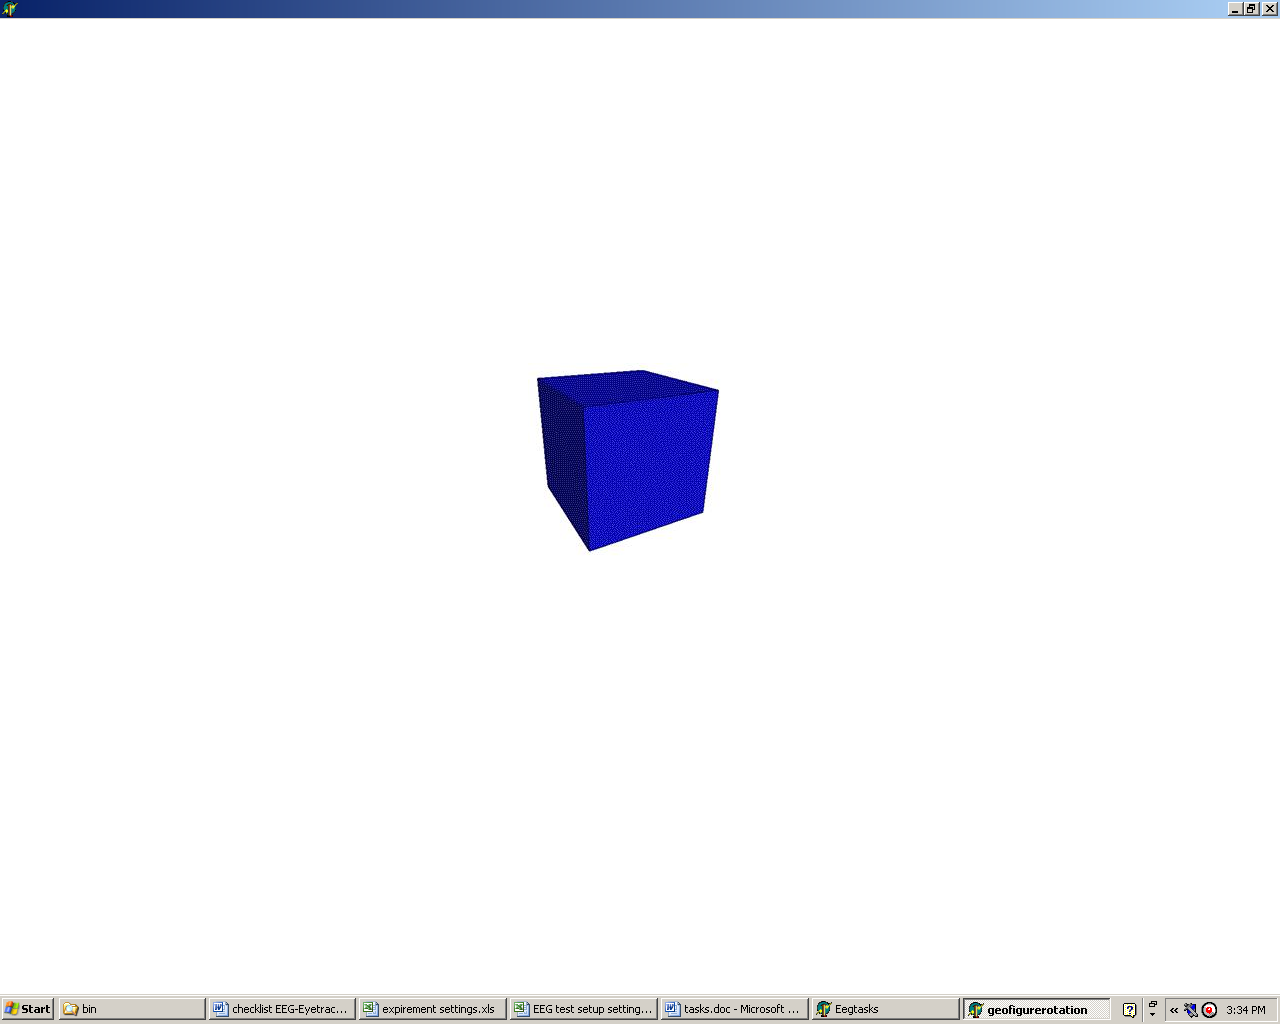 Start
bin
checklist EEG-Eyetrac...
expirement settings.xls
EEG test setup setting...
tasks.doc - Microsoft ...
Eegtasks
geofigurerotation
«
3:34 PM